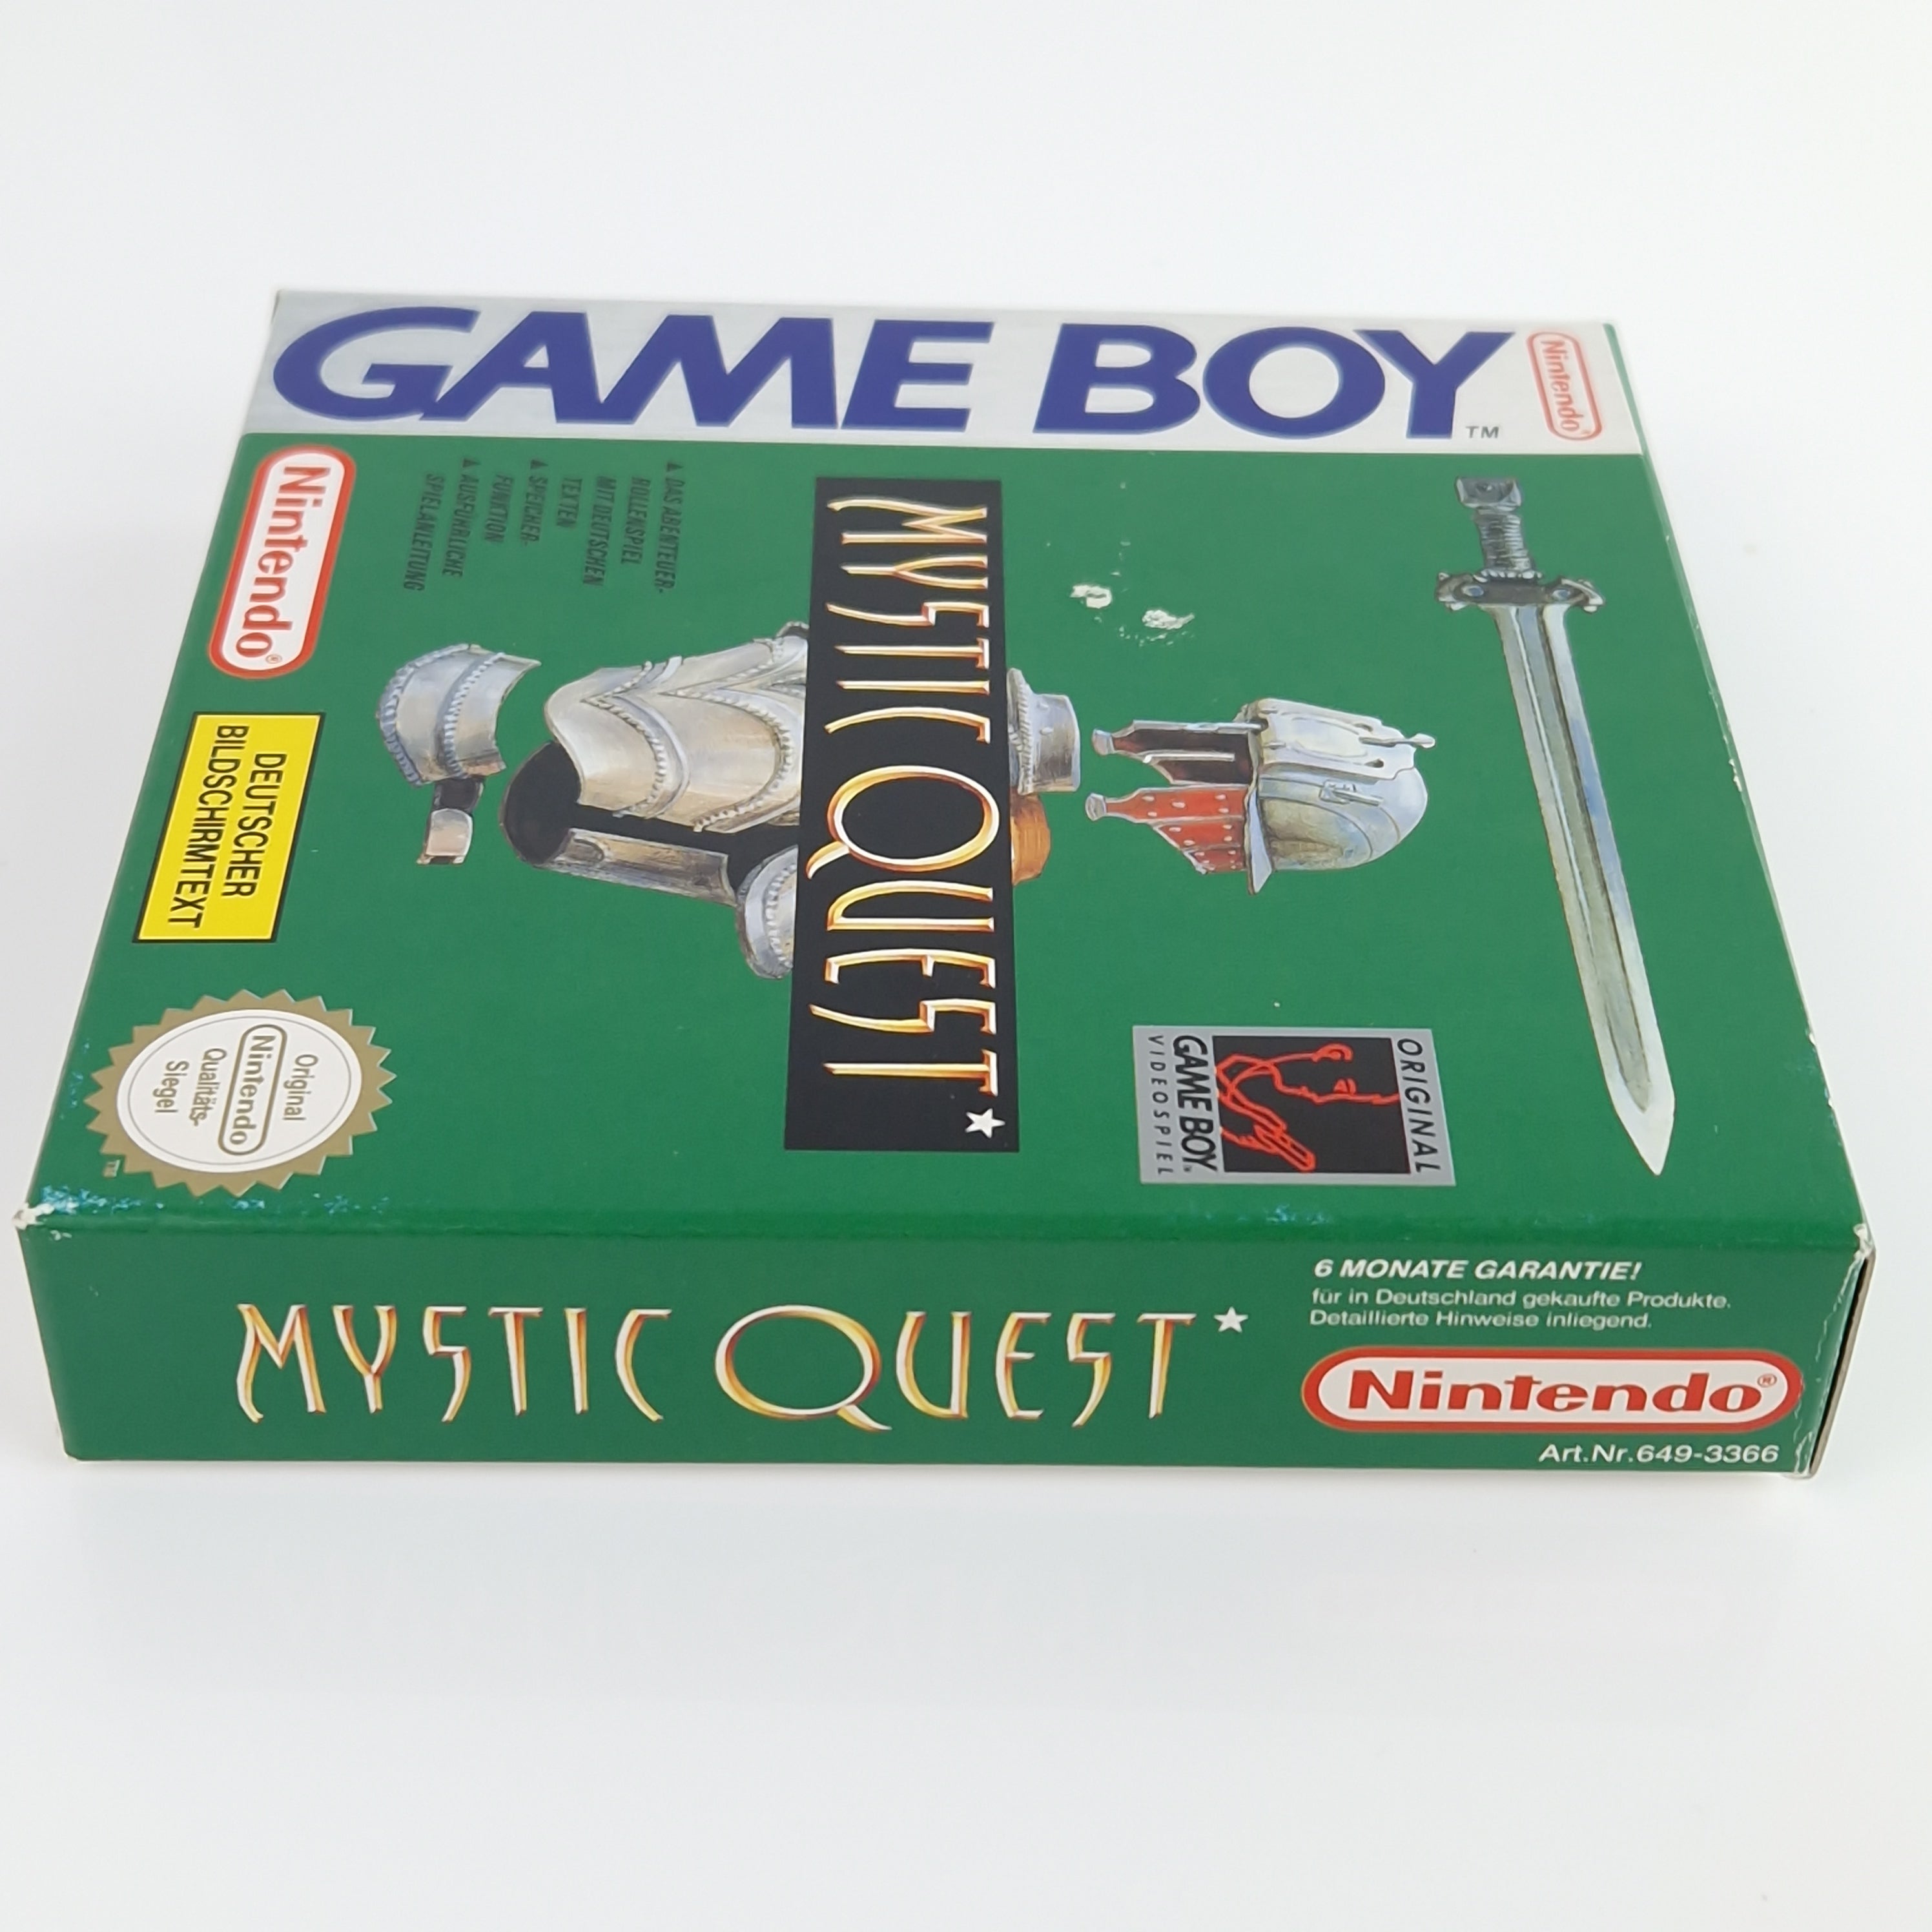 GAME BOY™
Nintendo®
MYSTIC QUEST★
▲ DAS ABENTEUER-
ROLLENSPIEL
MIT DEUTSCHEN
TEXTEN
▲ SPEICHER-
FUNKTION
▲ AUSFÜHRLICHE
SPIELANLEITUNG
Nintendo®
DEUTSCHER
BILDSCHIRMTEXT
ORIGINAL
GAME BOY™
VIDEOSPIEL
Original
Nintendo
Qualitäts-
Siegel
TM
MYSTIC QUEST★
6 MONATE GARANTIE!
für in Deutschland gekaufte Produkte.
Detaillierte Hinweise inliegend.
Nintendo®
Art.Nr.649-3366